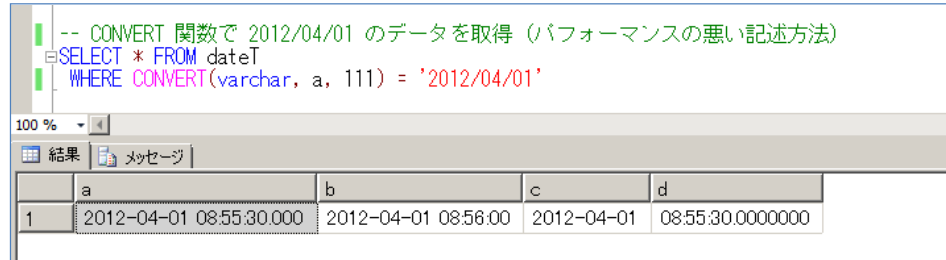 -- CONVERT 関数で 2012/04/01 のデータを取得（パフォーマンスの悪い記述方法）
SELECT * FROM dateT
WHERE CONVERT(varchar, a, 111) = '2012/04/01'
100 %
結果 メッセージ
a b c d
1 2012-04-01 08:55:30.000 2012-04-01 08:56:00 2012-04-01 08:55:30.0000000